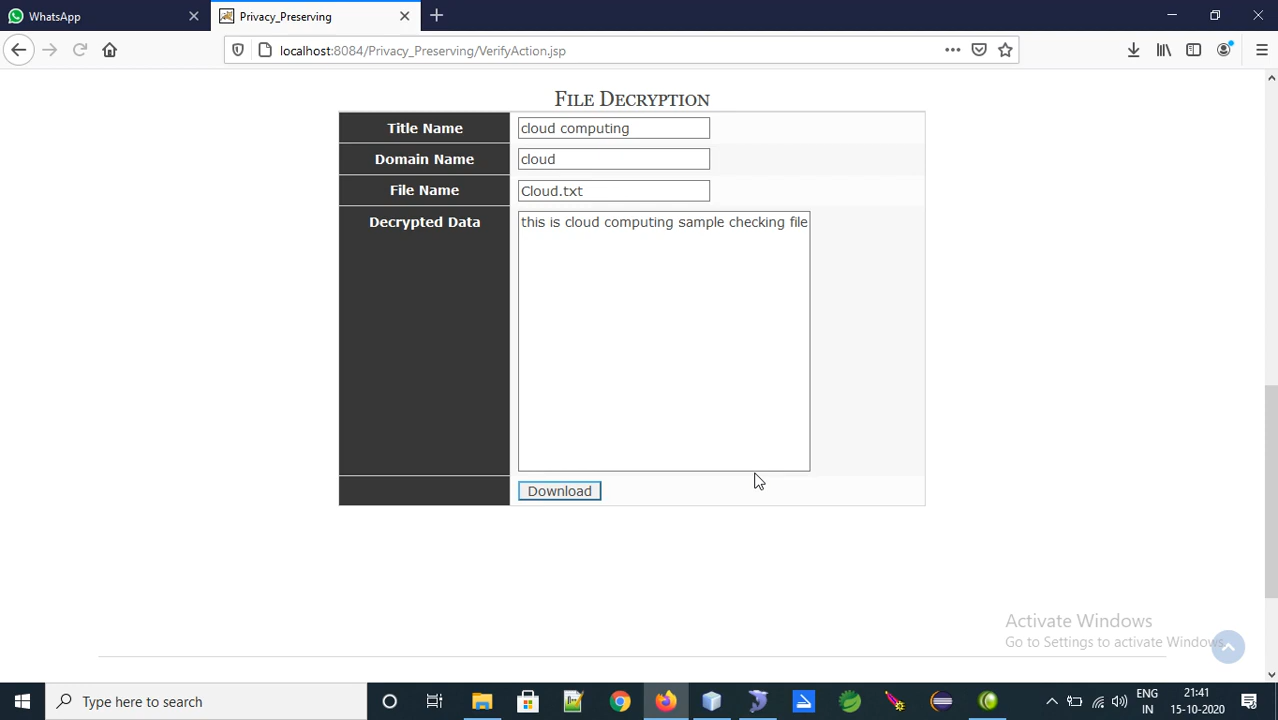 WhatsApp
Privacy_Preserving
localhost:8084/Privacy_Preserving/VerifyAction.jsp
FILE DECRYPTION
Title Name
cloud computing
Domain Name
cloud
File Name
Cloud.txt
Decrypted Data
this is cloud computing sample checking file
Download
Activate Windows
Go to Settings to activate Windows.
Type here to search
ENG
IN
21:41
15-10-2020